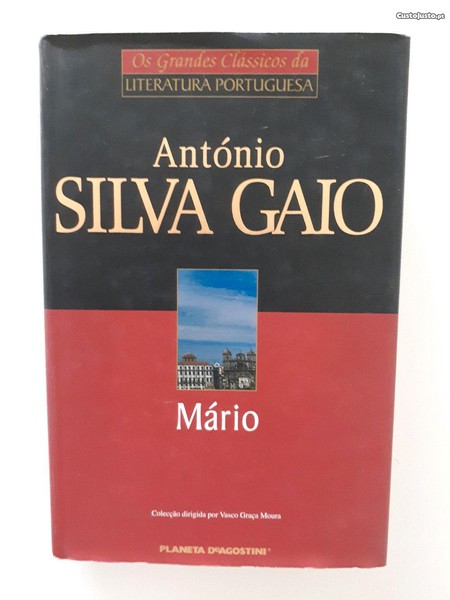 CustoJusto.pt
Os Grandes Clássicos da
LITERATURA PORTUGUESA
António
SILVA GAIO
Mário
Colecção dirigida por Vasco Graça Moura
PLANETA DEAGOSTINI